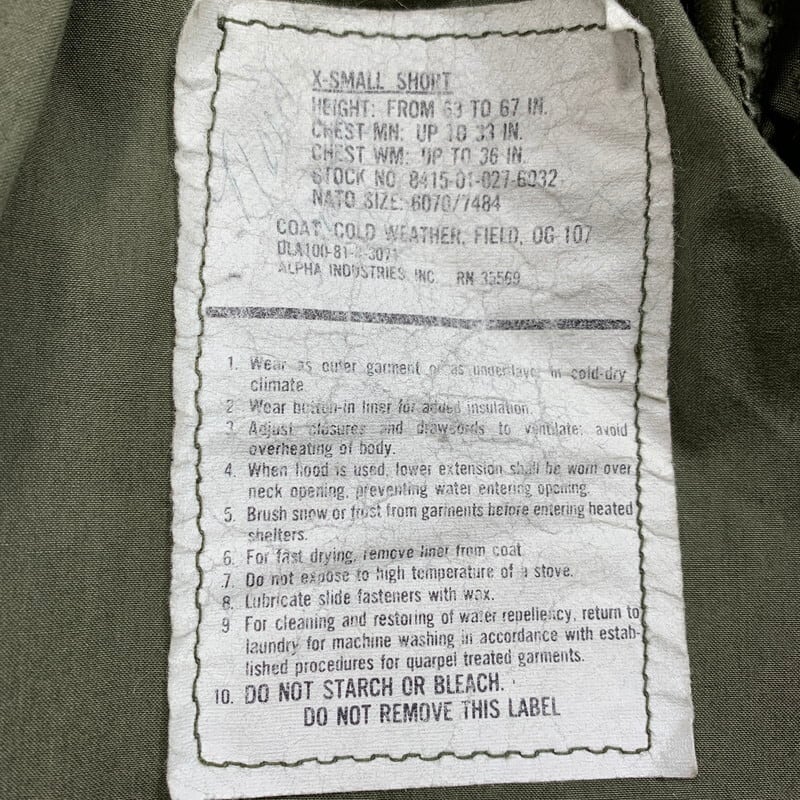 X-SMALL SHORT
HEIGHT: FROM 63 TO 67 IN.
CHEST MN: UP TO 33 IN.
CHEST WM: UP TO 36 IN.
STOCK NO 8415-01-027-6032
NATO SIZE: 6070/7484
COAT, COLD WEATHER, FIELD, OG-107
DLA100-81-
ALPHA INDUSTRIES, INC. RN 35569
1. Wear as outer garment or as underlayer in cold-dry
climate.
2. Wear button-in liner for added insulation.
3. Adjust closures and drawcords to ventilate; avoid
overheating of body.
4. When hood is used, lower extension shall be worn over
neck opening, preventing water entering opening.
5. Brush snow or frost from garments before entering heated
shelters.
6. For fast drying, remove liner from coat.
7. Do not expose to high temperature of a stove.
8. Lubricate slide fasteners with wax.
9 For cleaning and restoring of water repellency, return to
laundry for machine washing in accordance with estab-
lished procedures for quarpel treated garments.
10. DO NOT STARCH OR BLEACH.
DO NOT REMOVE THIS LABEL